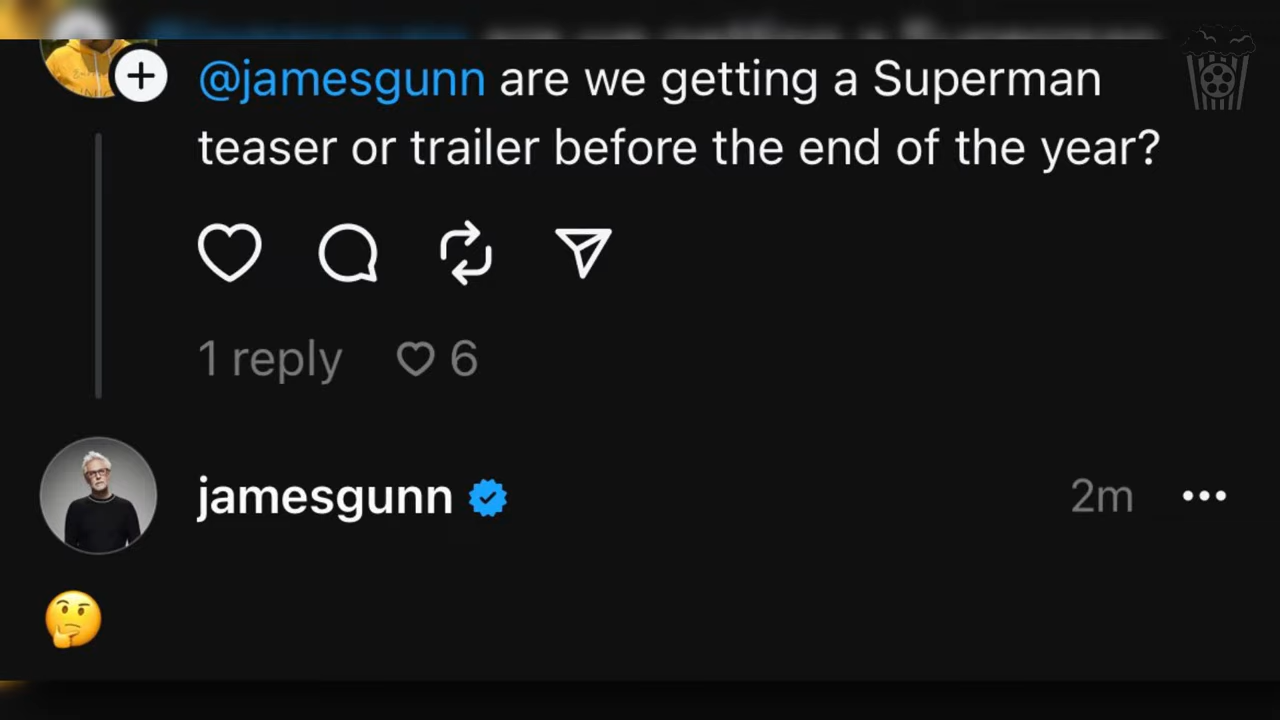 @jamesgunn are we getting a Superman
teaser or trailer before the end of the year?
1 reply 6
jamesgunn 2m
🤔